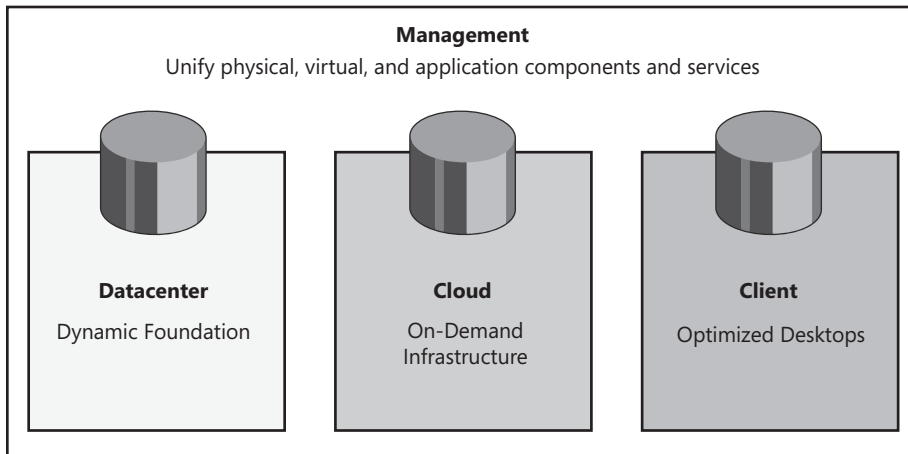 Management
Unify physical, virtual, and application components and services
Datacenter
Dynamic Foundation
Cloud
On-Demand
Infrastructure
Client
Optimized Desktops